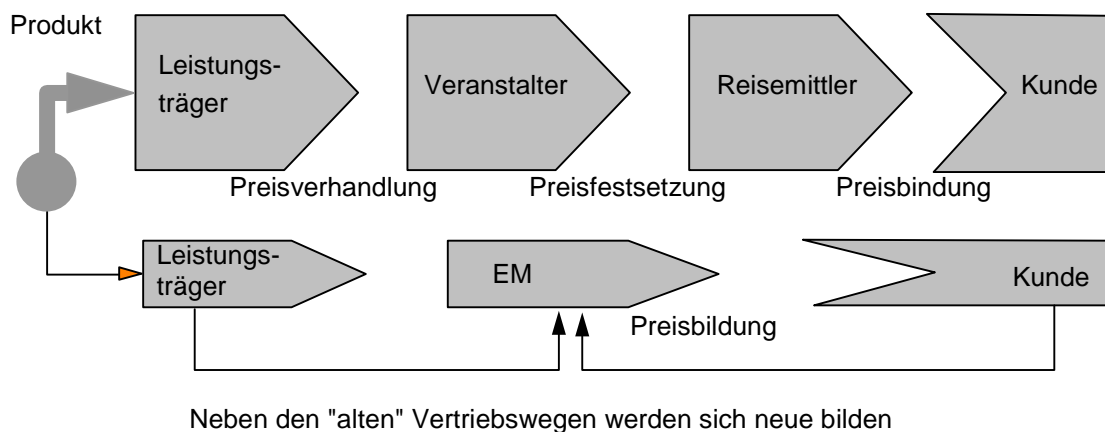 Produkt
Leistungs-
träger
Veranstalter
Reisemittler
Kunde
Preisverhandlung
Preisfestsetzung
Preisbindung
Leistungs-
träger
EM
Kunde
Preisbildung
Neben den "alten" Vertriebswegen werden sich neue bilden